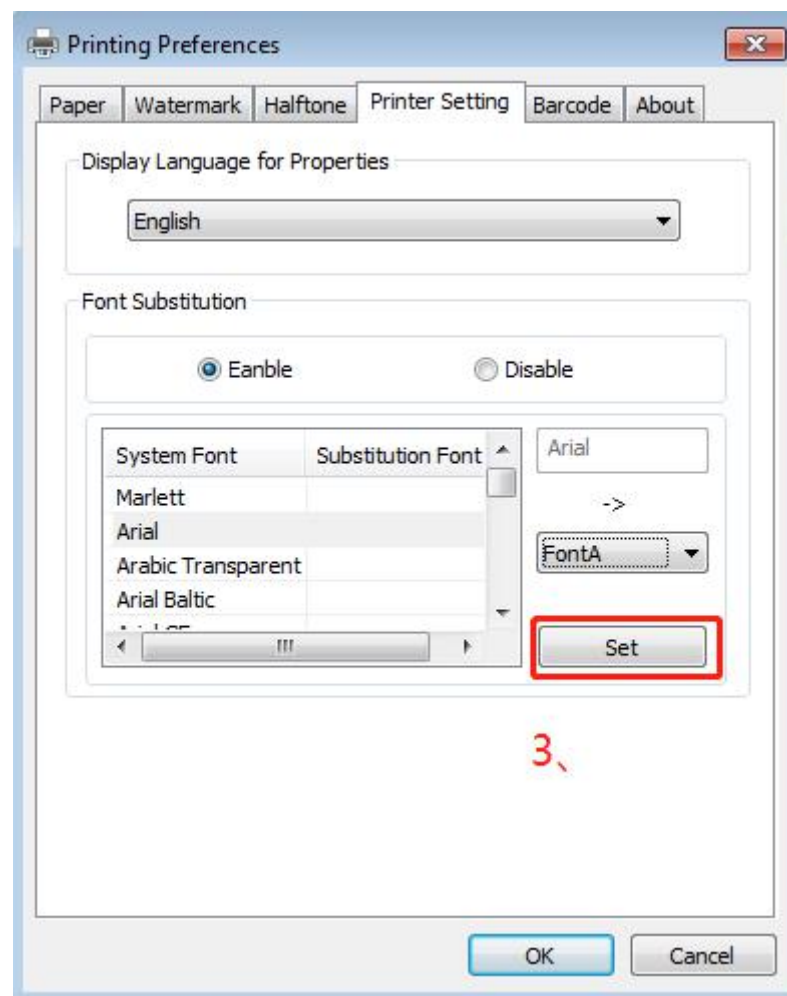 Printing Preferences
Paper Watermark Halftone Printer Setting Barcode About
Display Language for Properties
English
Font Substitution
Eanble Disable
System Font Substitution Font
Marlett
Arial
Arabic Transparent
Arial Baltic
Arial
->
FontA
Set
3、
OK Cancel